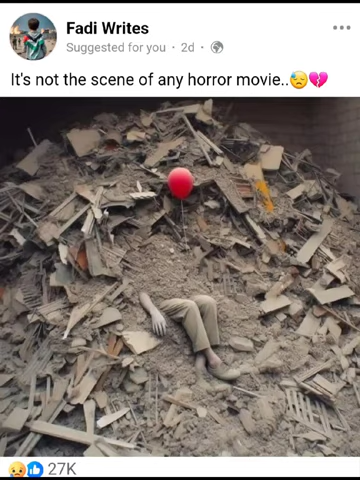 Fadi Writes
Suggested for you · 2d ·
It's not the scene of any horror movie..😓💔
27K